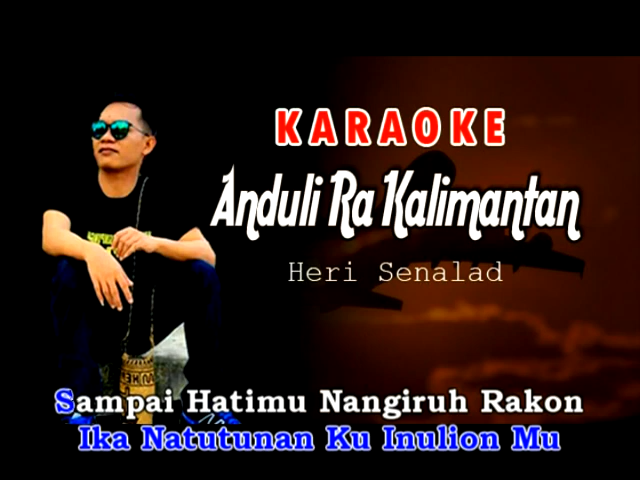 KARAOKE
Anduli Ra Kalimantan
Heri Senalad
Sampai Hatimu Nangiruh Rakon
Ika Natutunan Ku Inulion Mu